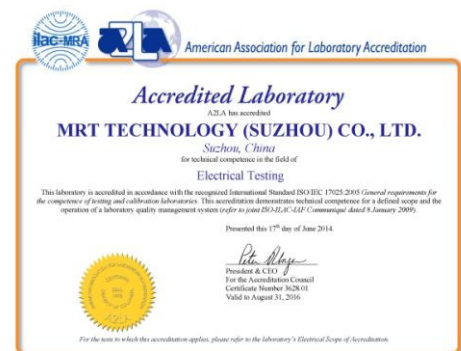 ilac-MRA
A2LA
American Association for Laboratory Accreditation
Accredited Laboratory
A2LA has accredited
MRT TECHNOLOGY (SUZHOU) CO., LTD.
Suzhou, China
for technical competence in the field of
Electrical Testing
This laboratory is accredited in accordance with the recognized International Standard ISO/IEC 17025:2005 General requirements for
the competence of testing and calibration laboratories. This accreditation demonstrates technical competence for a defined scope and the
operation of a laboratory quality management system (refer to joint ISO-ILAC-IAF Communiqué dated 8 January 2009).
Presented this 17th day of June 2014.
President & CEO
For the Accreditation Council
Certificate Number 3628.01
Valid to August 31, 2016
A2LA
For the tests to which this accreditation applies, please refer to the laboratory's Electrical Scope of Accreditation.